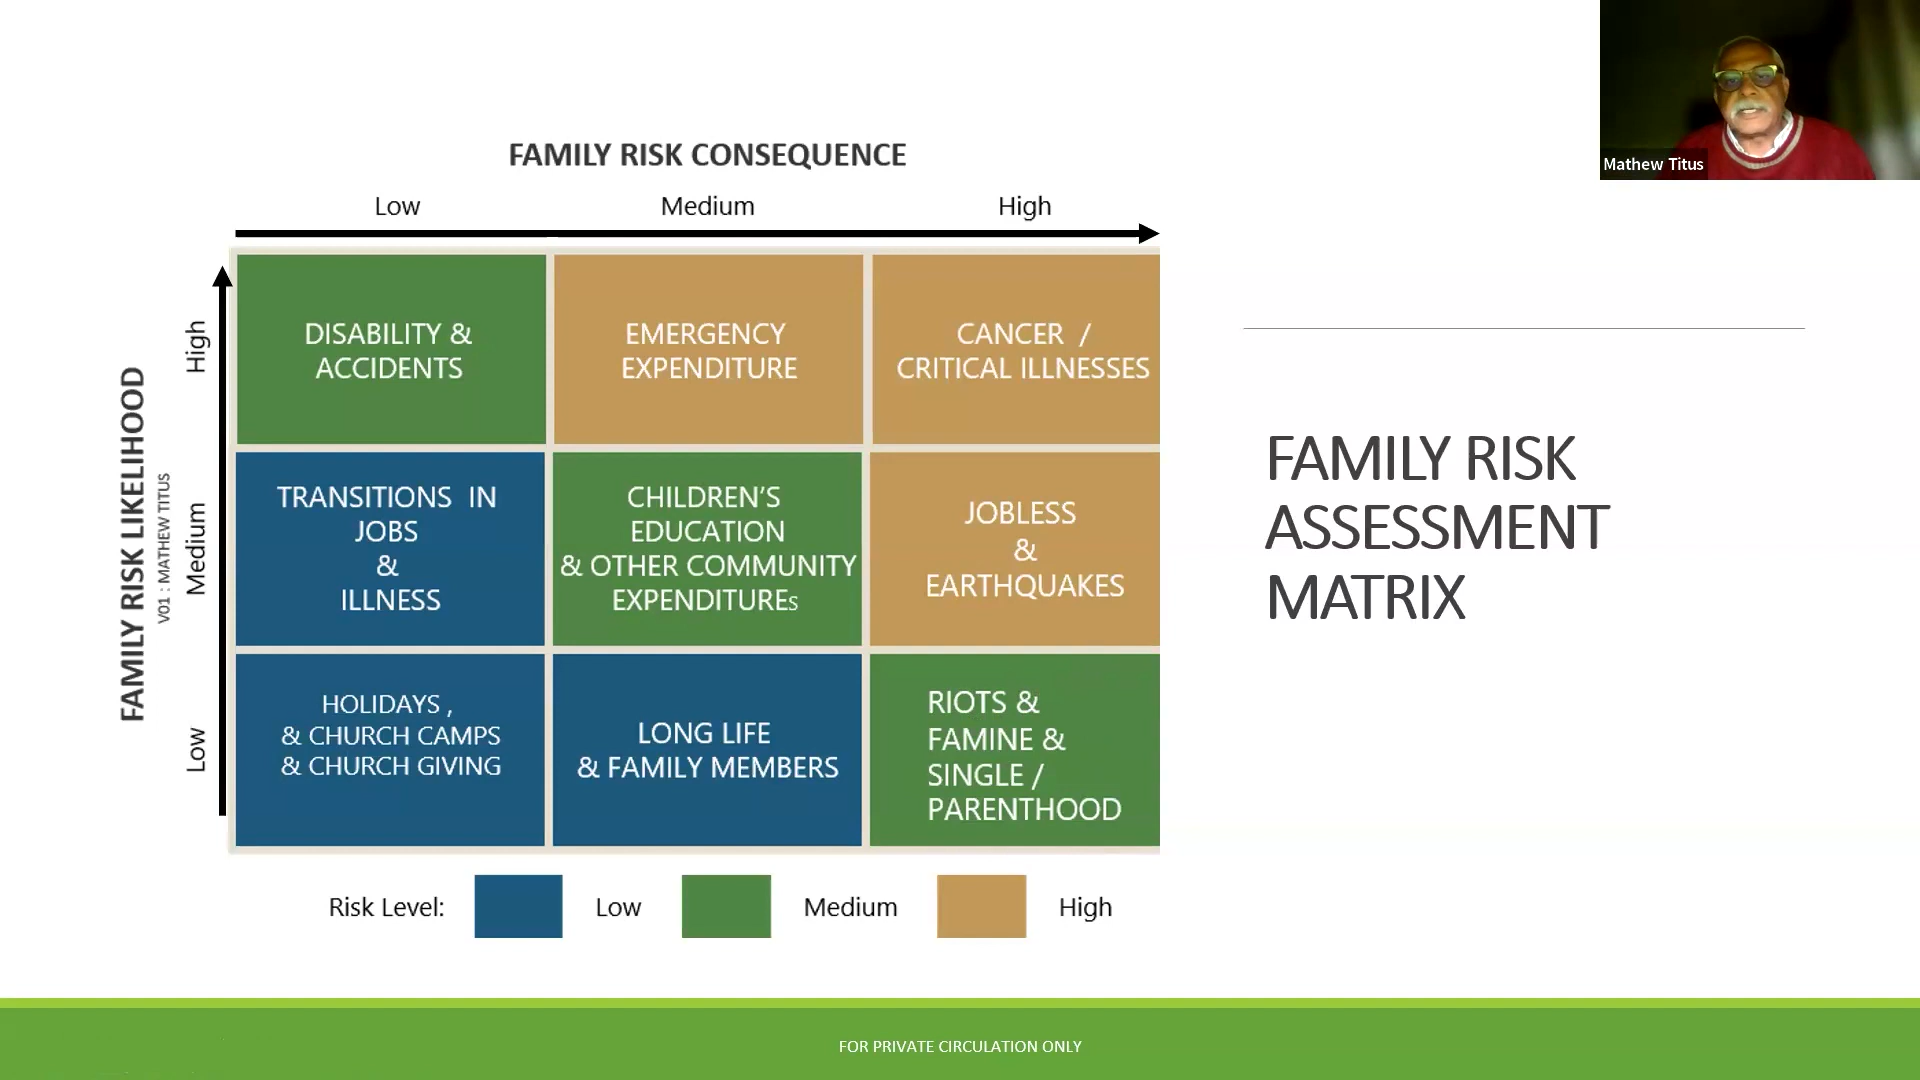 Mathew Titus
FAMILY RISK CONSEQUENCE
Low
Medium
High
FAMILY RISK LIKELIHOOD
V01 : MATHEW TITUS
High
Medium
Low
DISABILITY &
ACCIDENTS
EMERGENCY
EXPENDITURE
CANCER /
CRITICAL ILLNESSES
TRANSITIONS IN
JOBS
&
ILLNESS
CHILDREN’S
EDUCATION
& OTHER COMMUNITY
EXPENDITUREs
JOBLESS
&
EARTHQUAKES
HOLIDAYS ,
& CHURCH CAMPS
& CHURCH GIVING
LONG LIFE
& FAMILY MEMBERS
RIOTS &
FAMINE &
SINGLE /
PARENTHOOD
Risk Level:
Low
Medium
High
FAMILY RISK
ASSESSMENT
MATRIX
FOR PRIVATE CIRCULATION ONLY